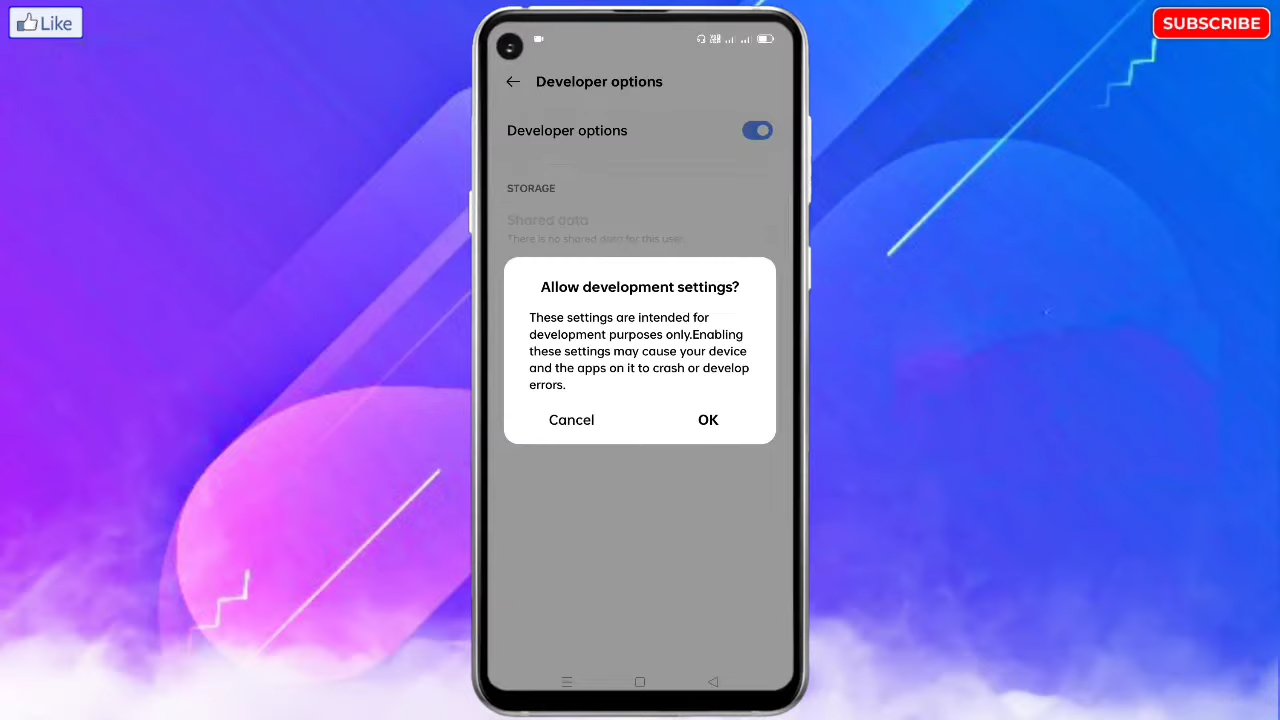 Like
SUBSCRIBE
Developer options
Developer options
STORAGE
Shared data
There is no shared data for this user.
Allow development settings?
These settings are intended for
development purposes only.Enabling
these settings may cause your device
and the apps on it to crash or develop
errors.
Cancel
OK